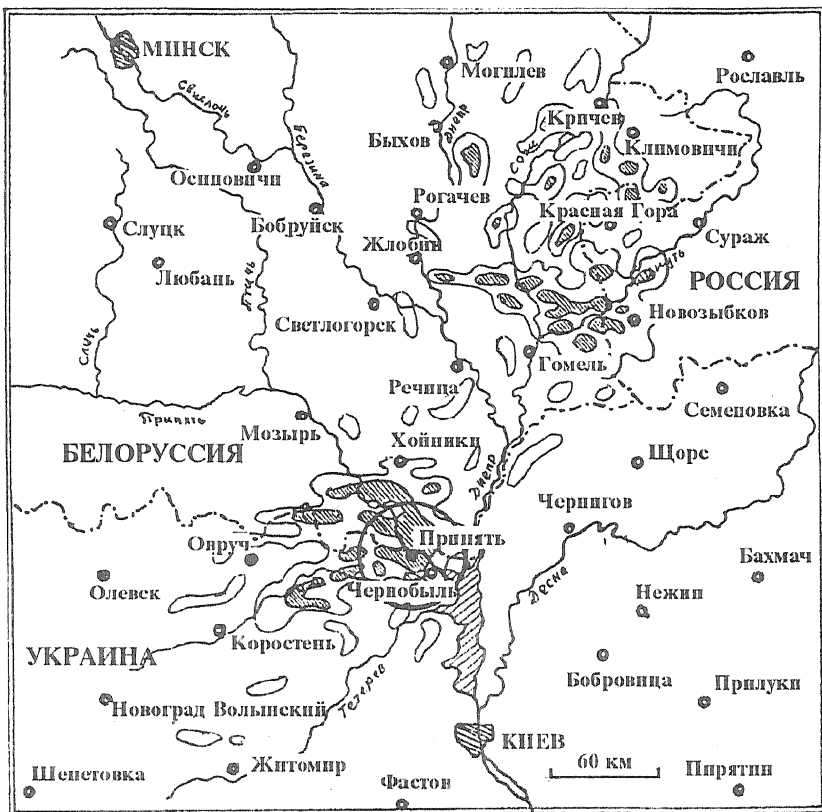 МИНСК
Могилев
Рославль
Свислочь
Березина
Днепр
Быхов
Кричев
Сож
Климовичи
Осиповичи
Рогачев
Красная Гора
Слуцк
Бобруйск
Сураж
Жлобин
Любань
Птичь
РОССИЯ
Светлогорск
Новозыбков
Случь
Гомель
Речица
Семеновка
Припять
Мозырь
Хойники
БЕЛОРУССИЯ
Щорс
Днепр
Чернигов
Овруч
Припять
Бахмач
Олевск
Чернобыль
Десна
Нежин
Коростень
УКРАИНА
Бобровица
Прилуки
Новоград Волынский
Тетерев
КИЕВ
60 км
Шепетовка
Житомир
Фастов
Пирятин